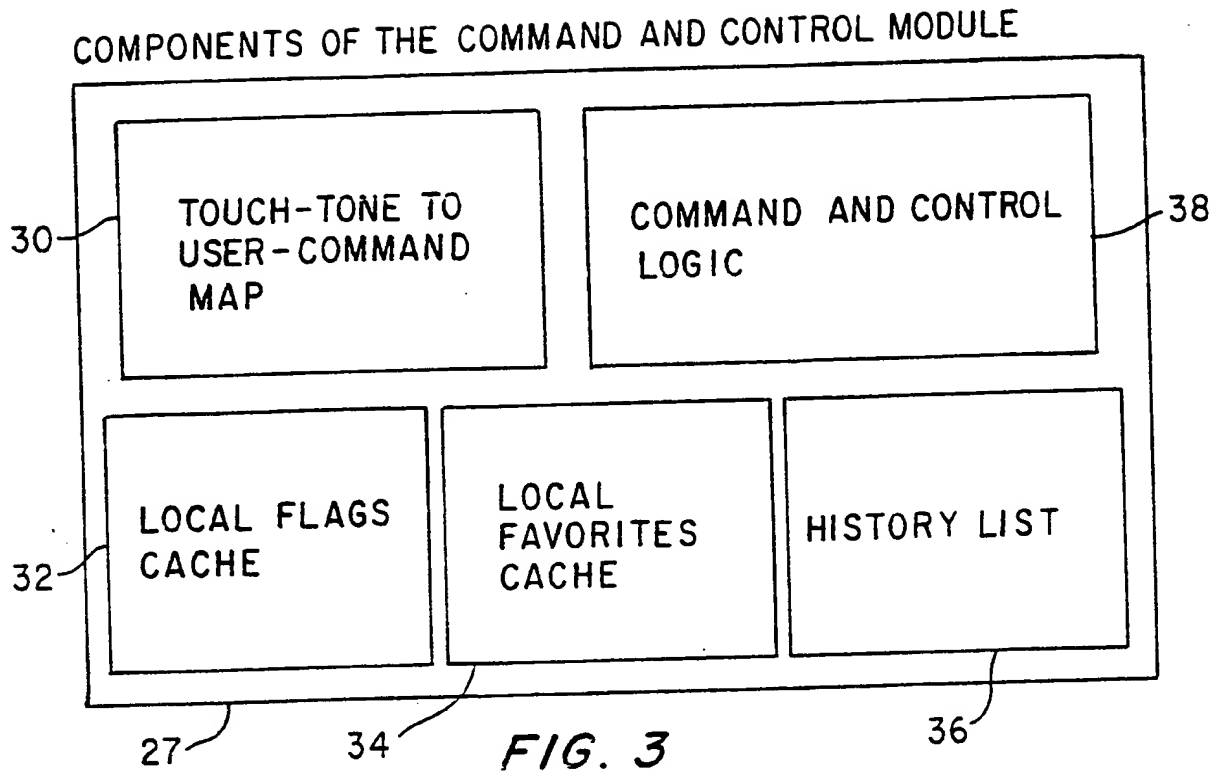 COMPONENTS OF THE COMMAND AND CONTROL MODULE
TOUCH-TONE TO
USER-COMMAND
MAP
30
COMMAND AND CONTROL
LOGIC
38
LOCAL FLAGS
CACHE
32
LOCAL
FAVORITES
CACHE
HISTORY LIST
27
34
36
FIG. 3